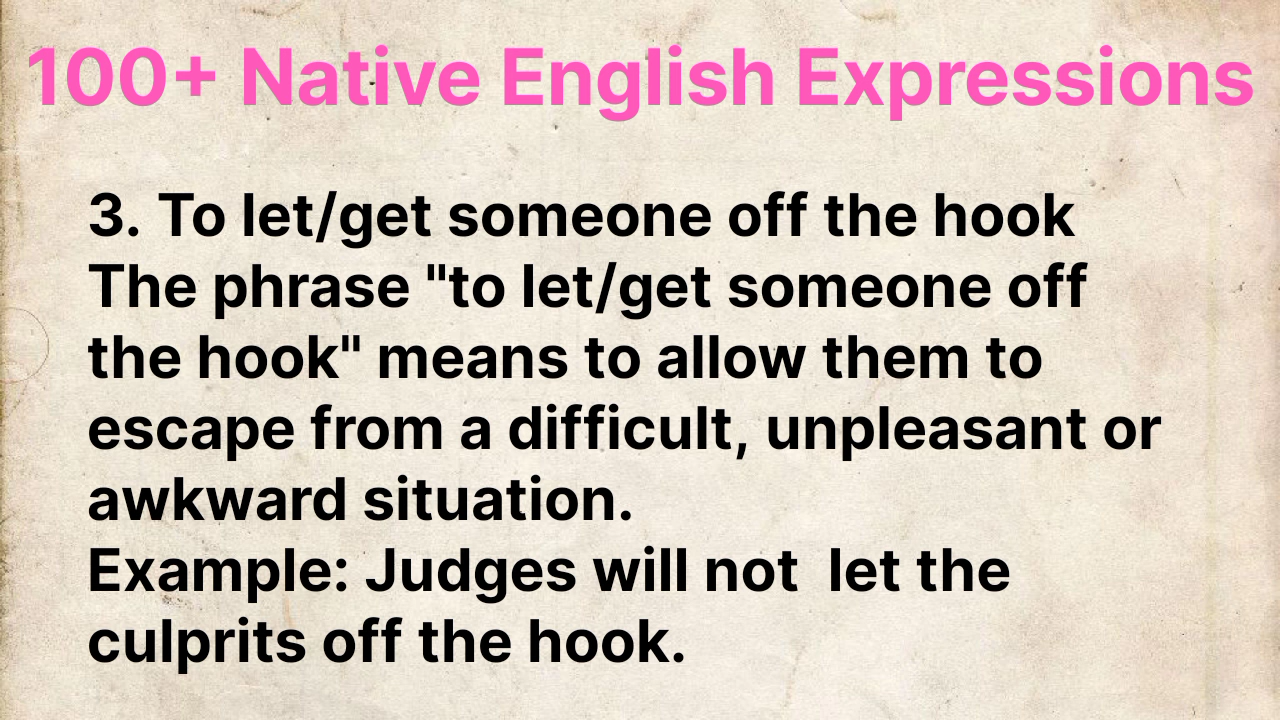 100+ Native English Expressions
3. To let/get someone off the hook
The phrase "to let/get someone off
the hook" means to allow them to
escape from a difficult, unpleasant or
awkward situation.
Example: Judges will not  let the
culprits off the hook.